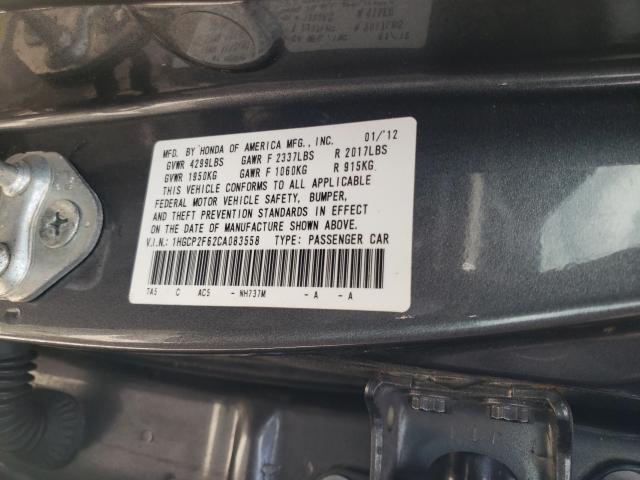 MFD. BY HONDA OF AMERICA MFG., INC. 01/'12
GVWR 4299LBS GAWR F 2337LBS R 2017LBS
GVWR 1950KG GAWR F 1060KG R 915KG
THIS VEHICLE CONFORMS TO ALL APPLICABLE
FEDERAL MOTOR VEHICLE SAFETY, BUMPER,
AND THEFT PREVENTION STANDARDS IN EFFECT
ON THE DATE OF MANUFACTURE SHOWN ABOVE.
V.I.N.: 1HGCP2F62CA083558 TYPE: PASSENGER CAR
TA5 C AC5 - NH737M - A - A